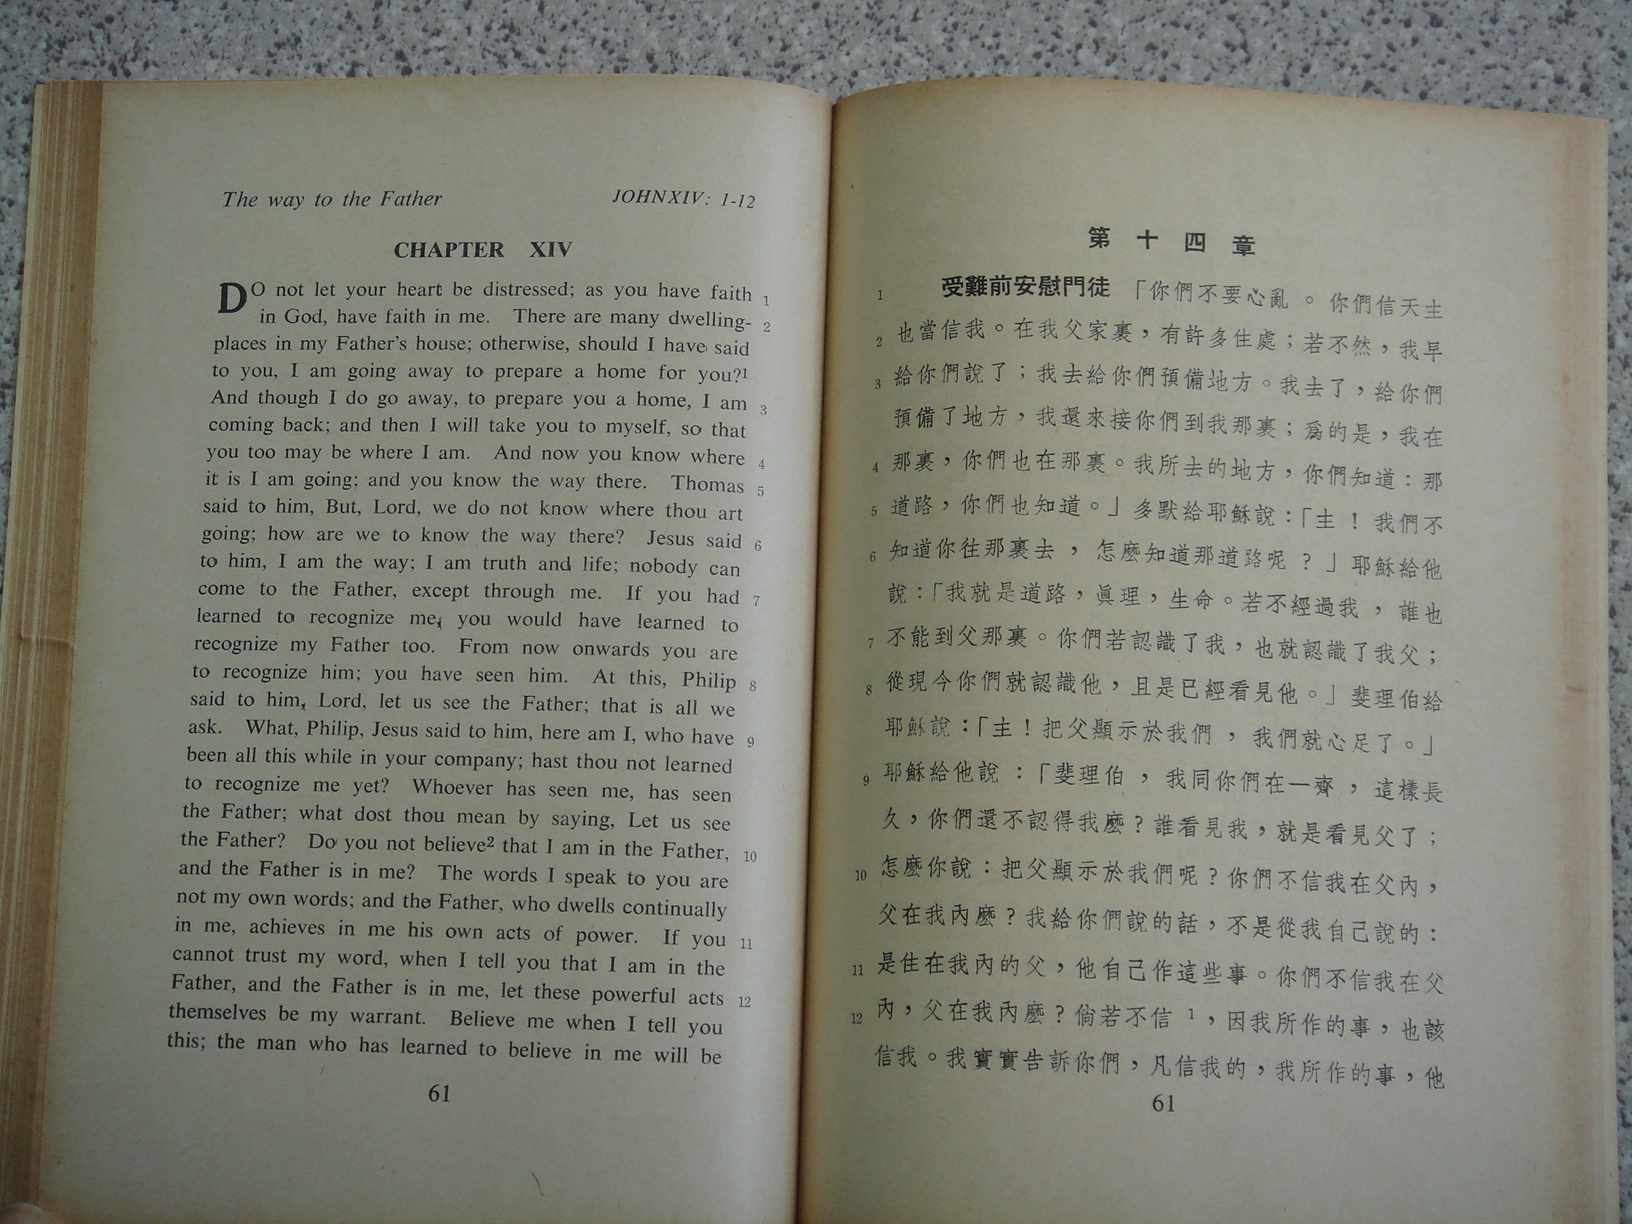 The way to the Father JOHNXIV: 1-12
CHAPTER XIV
DO not let your heart be distressed; as you have faith 1
in God, have faith in me. There are many dwelling- 2
places in my Father's house; otherwise, should I have said
to you, I am going away to prepare a home for you?¹
And though I do go away, to prepare you a home, I am 3
coming back; and then I will take you to myself, so that
you too may be where I am. And now you know where 4
it is I am going; and you know the way there. Thomas 5
said to him, But, Lord, we do not know where thou art
going; how are we to know the way there? Jesus said 6
to him, I am the way; I am truth and life; nobody can
come to the Father, except through me. If you had 7
learned to recognize me, you would have learned to
recognize my Father too. From now onwards you are
to recognize him; you have seen him. At this, Philip 8
said to him, Lord, let us see the Father; that is all we
ask. What, Philip, Jesus said to him, here am I, who have 9
been all this while in your company; hast thou not learned
to recognize me yet? Whoever has seen me, has seen
the Father; what dost thou mean by saying, Let us see
the Father? Do you not believe² that I am in the Father, 10
and the Father is in me? The words I speak to you are
not my own words; and the Father, who dwells continually
in me, achieves in me his own acts of power. If you 11
cannot trust my word, when I tell you that I am in the
Father, and the Father is in me, let these powerful acts 12
themselves be my warrant. Believe me when I tell you
this; the man who has learned to believe in me will be
61
第十四章
1 受難前安慰門徒 「你們不要心亂。你們信天主
2 也當信我。在我父家裏，有許多住處；若不然，我早
3 給你們說了；我去給你們預備地方。我去了，給你們
預備了地方，我還來接你們到我那裏；爲的是，我在
4 那裏，你們也在那裏。我所去的地方，你們知道：那
5 道路，你們也知道。」多默給耶穌說：「主！我們不
6 知道你往那裏去，怎麽知道那道路呢？」耶穌給他
說：「我就是道路，眞理，生命。若不經過我，誰也
7 不能到父那裏。你們若認識了我，也就認識了我父；
8 從現今你們就認識他，且是已經看見他。」斐理伯給
耶穌說：「主！把父顯示於我們，我們就心足了。」
9 耶穌給他說：「斐理伯，我同你們在一齊，這樣長
久，你們還不認得我麽？誰看見我，就是看見父了；
10 怎麽你說：把父顯示於我們呢？你們不信我在父內，
父在我內麽？我給你們說的話，不是從我自己說的：
11 是住在我內的父，他自己作這些事。你們不信我在父
12 內，父在我內麽？倘若不信¹，因我所作的事，也該
信我。我實實告訴你們，凡信我的，我所作的事，他
61